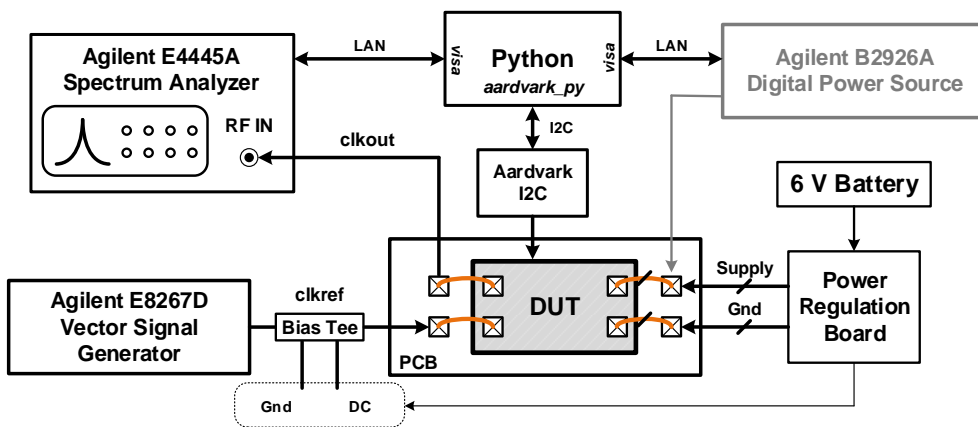 Agilent E4445A
Spectrum Analyzer
RF IN
LAN
visa
Python
aardvark_py
visa
LAN
Agilent B2926A
Digital Power Source
I2C
clkout
Aardvark
I2C
6 V Battery
Agilent E8267D
Vector Signal
Generator
clkref
Bias Tee
DUT
PCB
Supply
Gnd
Power
Regulation
Board
Gnd
DC